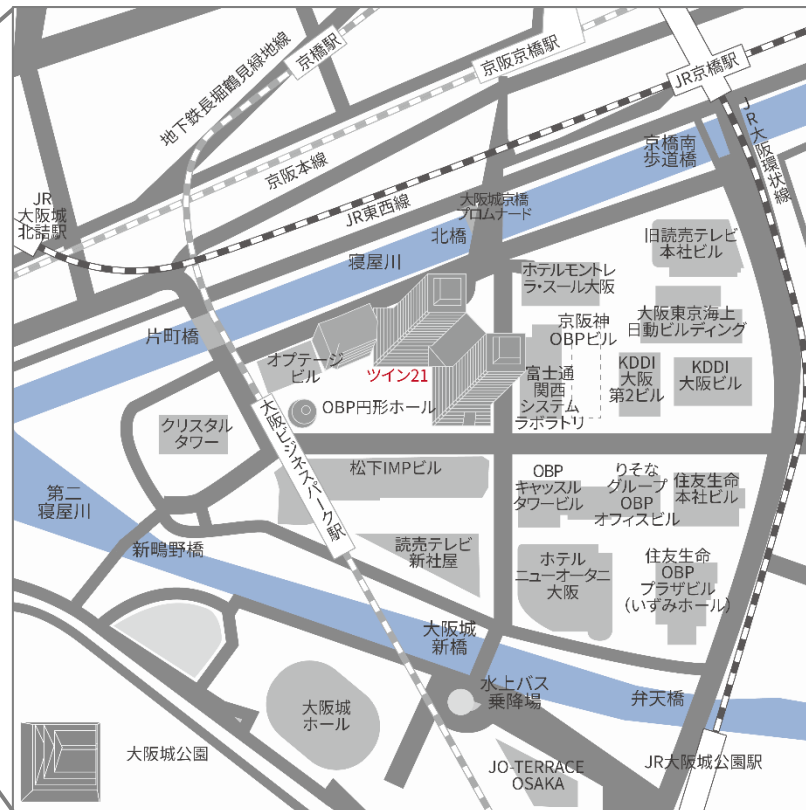 地下鉄長堀鶴見緑地線
京橋駅
京阪京橋駅
JR京橋駅
JR大阪環状線
京橋南
歩道橋
京阪本線
JR東西線
JR
大阪城
北詰駅
大阪城京橋
プロムナード
北橋
寝屋川
片町橋
旧読売テレビ
本社ビル
ホテルモントレ
ラ・スール大阪
大阪東京海上
日動ビルディング
京阪神
OBPビル
オプテージ
ビル
ツイン21
富士通
関西
システム
ラボラトリ
KDDI
大阪
第2ビル
KDDI
大阪ビル
OBP円形ホール
クリスタル
タワー
大阪ビジネスパーク駅
松下IMPビル
OBP
キャッスル
タワービル
りそな
グループ
OBP
オフィスビル
住友生命
本社ビル
第二
寝屋川
新鴫野橋
読売テレビ
新社屋
ホテル
ニューオータニ
大阪
住友生命
OBP
プラザビル
（いずみホール）
大阪城
新橋
水上バス
乗降場
弁天橋
大阪城
ホール
大阪城公園
JO-TERRACE
OSAKA
JR大阪城公園駅